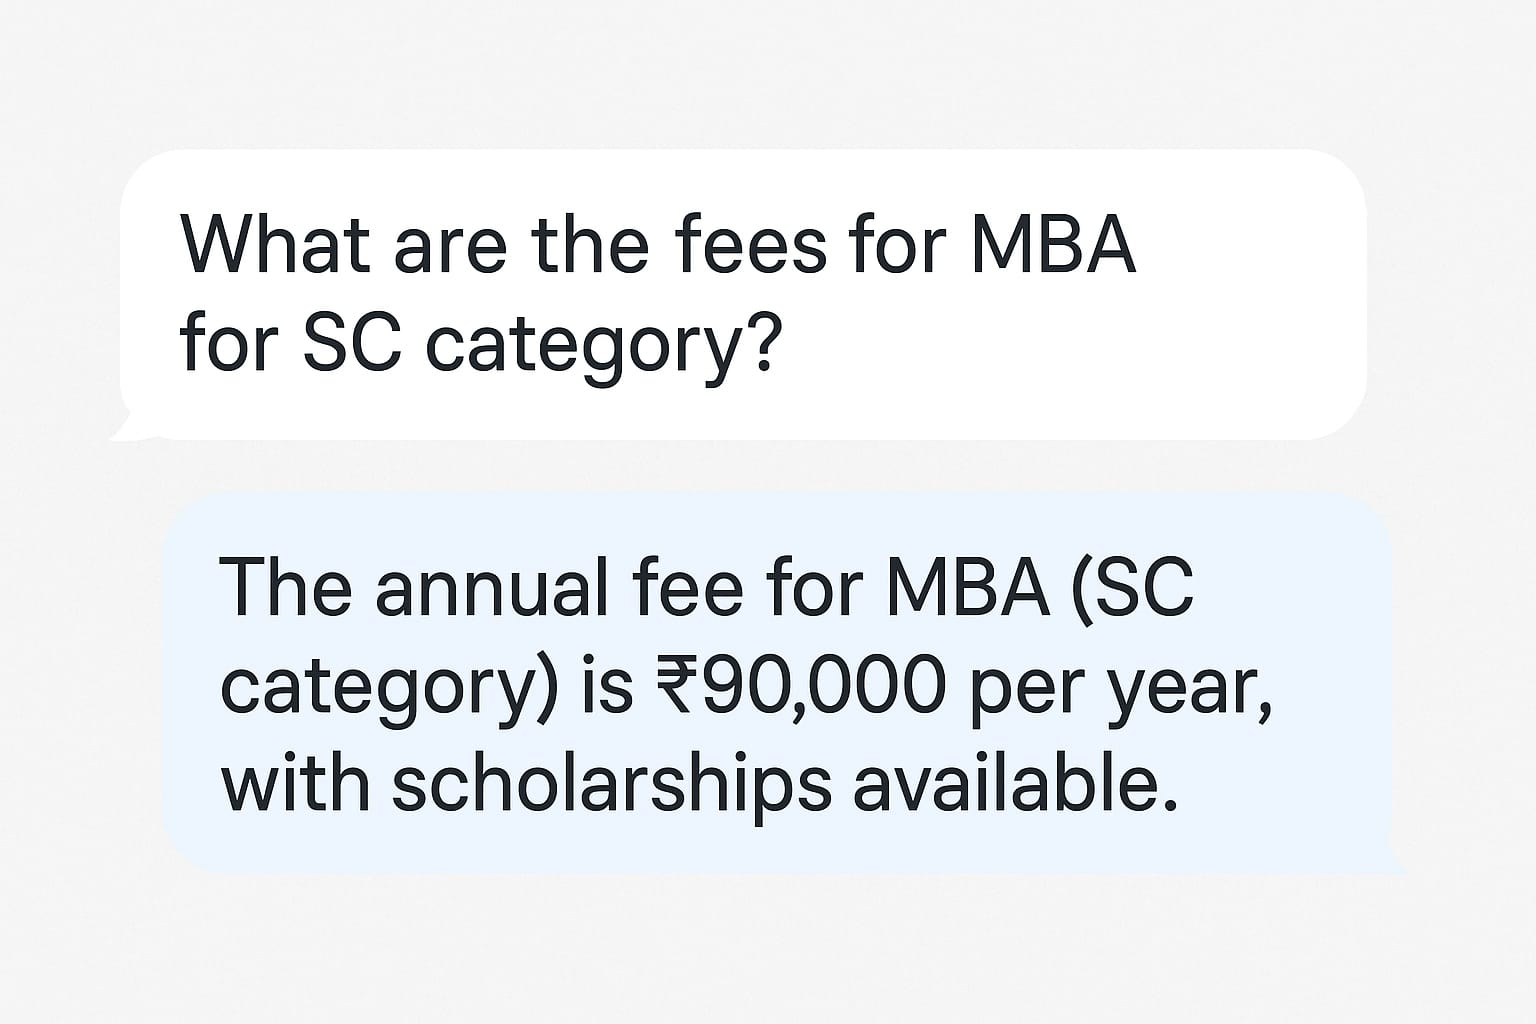 What are the fees for MBA
for SC category?
The annual fee for MBA (SC
category) is ₹90,000 per year,
with scholarships available.